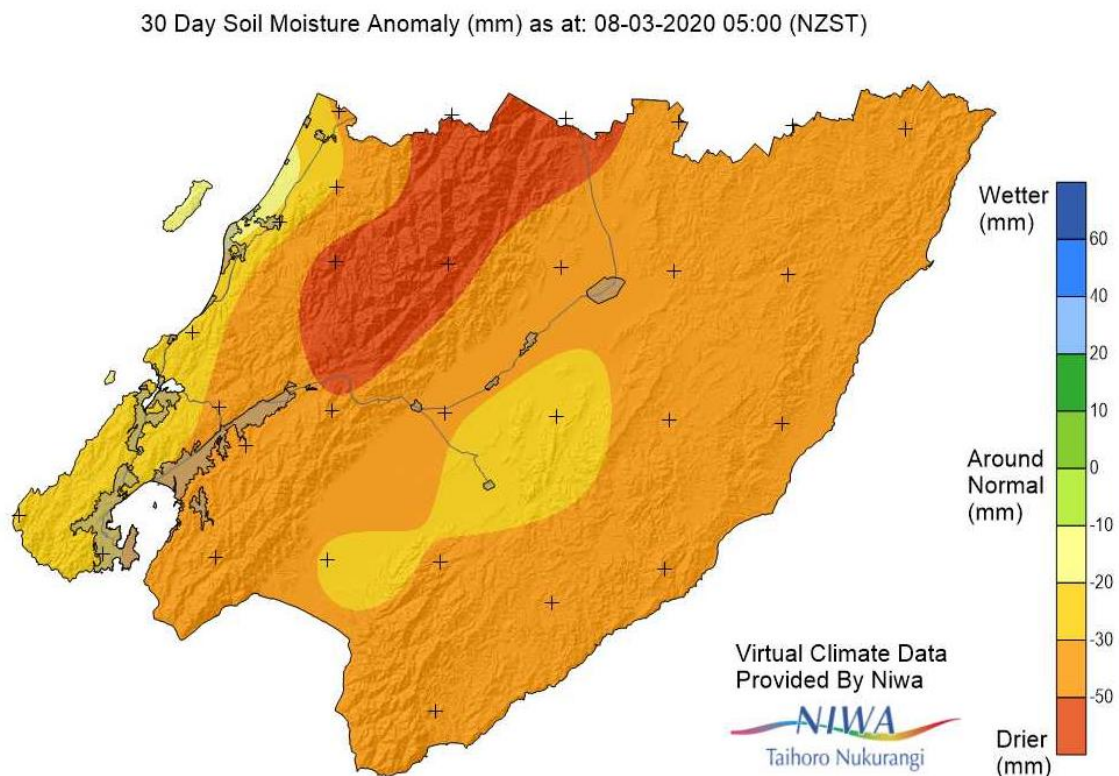 30 Day Soil Moisture Anomaly (mm) as at: 08-03-2020 05:00 (NZST)
Wetter
(mm)
60
40
20
10
0
Around
Normal
(mm)
-10
-20
-30
-50
Drier
(mm)
Virtual Climate Data
Provided By Niwa
NIWA
Taihoro Nukurangi